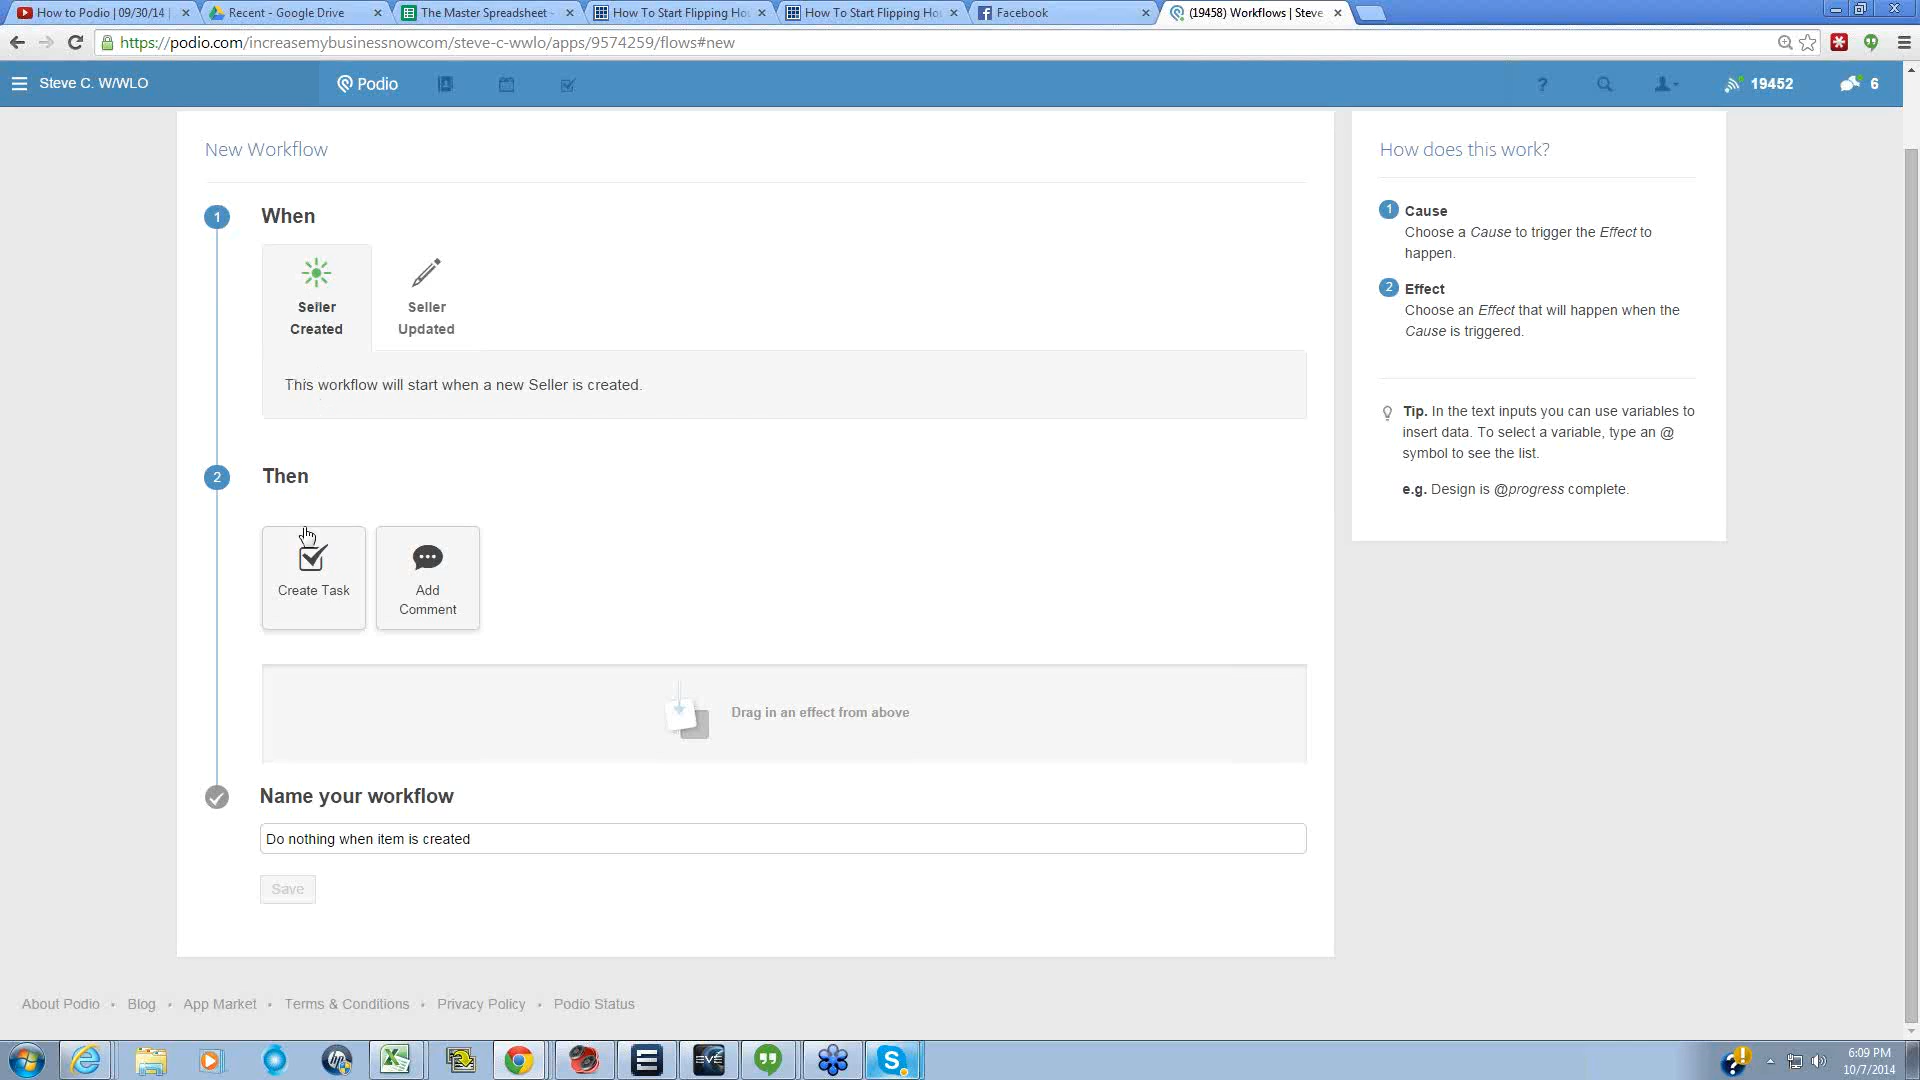 How to Podio | 09/30/14 |
Recent - Google Drive
The Master Spreadsheet -
How To Start Flipping Hou
How To Start Flipping Hou
Facebook
(19458) Workflows | Steve
https://podio.com/increasemybusinessnowcom/steve-c-wwlo/apps/9574259/flows#new
Steve C. W/WLO
Podio
?
19452
6
New Workflow
1 When
Seller
Created
Seller
Updated
This workflow will start when a new Seller is created.
2 Then
Create Task
Add
Comment
Drag in an effect from above
Name your workflow
Do nothing when item is created
Save
How does this work?
1 Cause
Choose a Cause to trigger the Effect to
happen.
2 Effect
Choose an Effect that will happen when the
Cause is triggered.
Tip. In the text inputs you can use variables to
insert data. To select a variable, type an @
symbol to see the list.
e.g. Design is @progress complete.
About Podio • Blog • App Market • Terms & Conditions • Privacy Policy • Podio Status
EVE
6:09 PM
10/7/2014